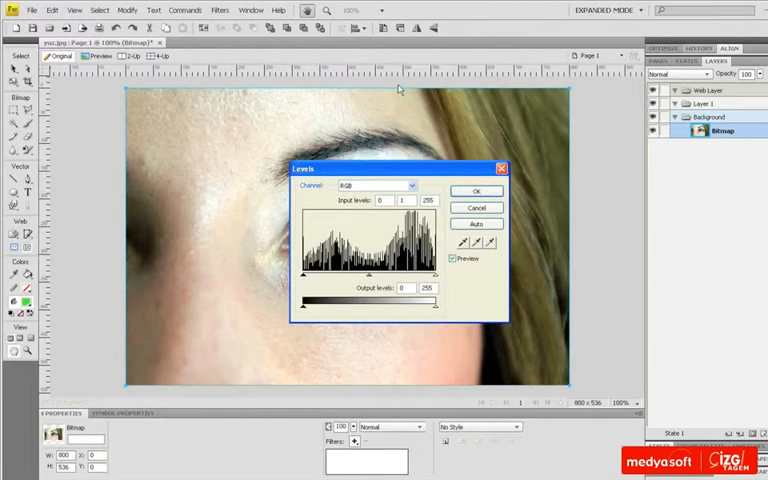 Fw File Edit View Select Modify Text Commands Filters Window Help 100% EXPANDED MODE
yuz.jpg : Page 1 @ 100% (Bitmap)*
Original Preview 2-Up 4-Up Page 1
Select
Bitmap
Vector
Web
Colors
View
OPTIMIZE HISTORY ALIGN
PAGES STATES LAYERS
Normal Opacity 100
Web Layer
Layer 1
Background
Bitmap
Levels
Channel: RGB
Input levels: 0 1 255
OK
Cancel
Auto
Preview
Output levels: 0 255
1 800 x 536 100%
PROPERTIES SYMBOL PROPERTIES
Bitmap
W: 800 X: 0
H: 536 Y: 0
100 Normal
Filters:
No Style
State 1
medyasoft
ÇİZGİ TAGEM